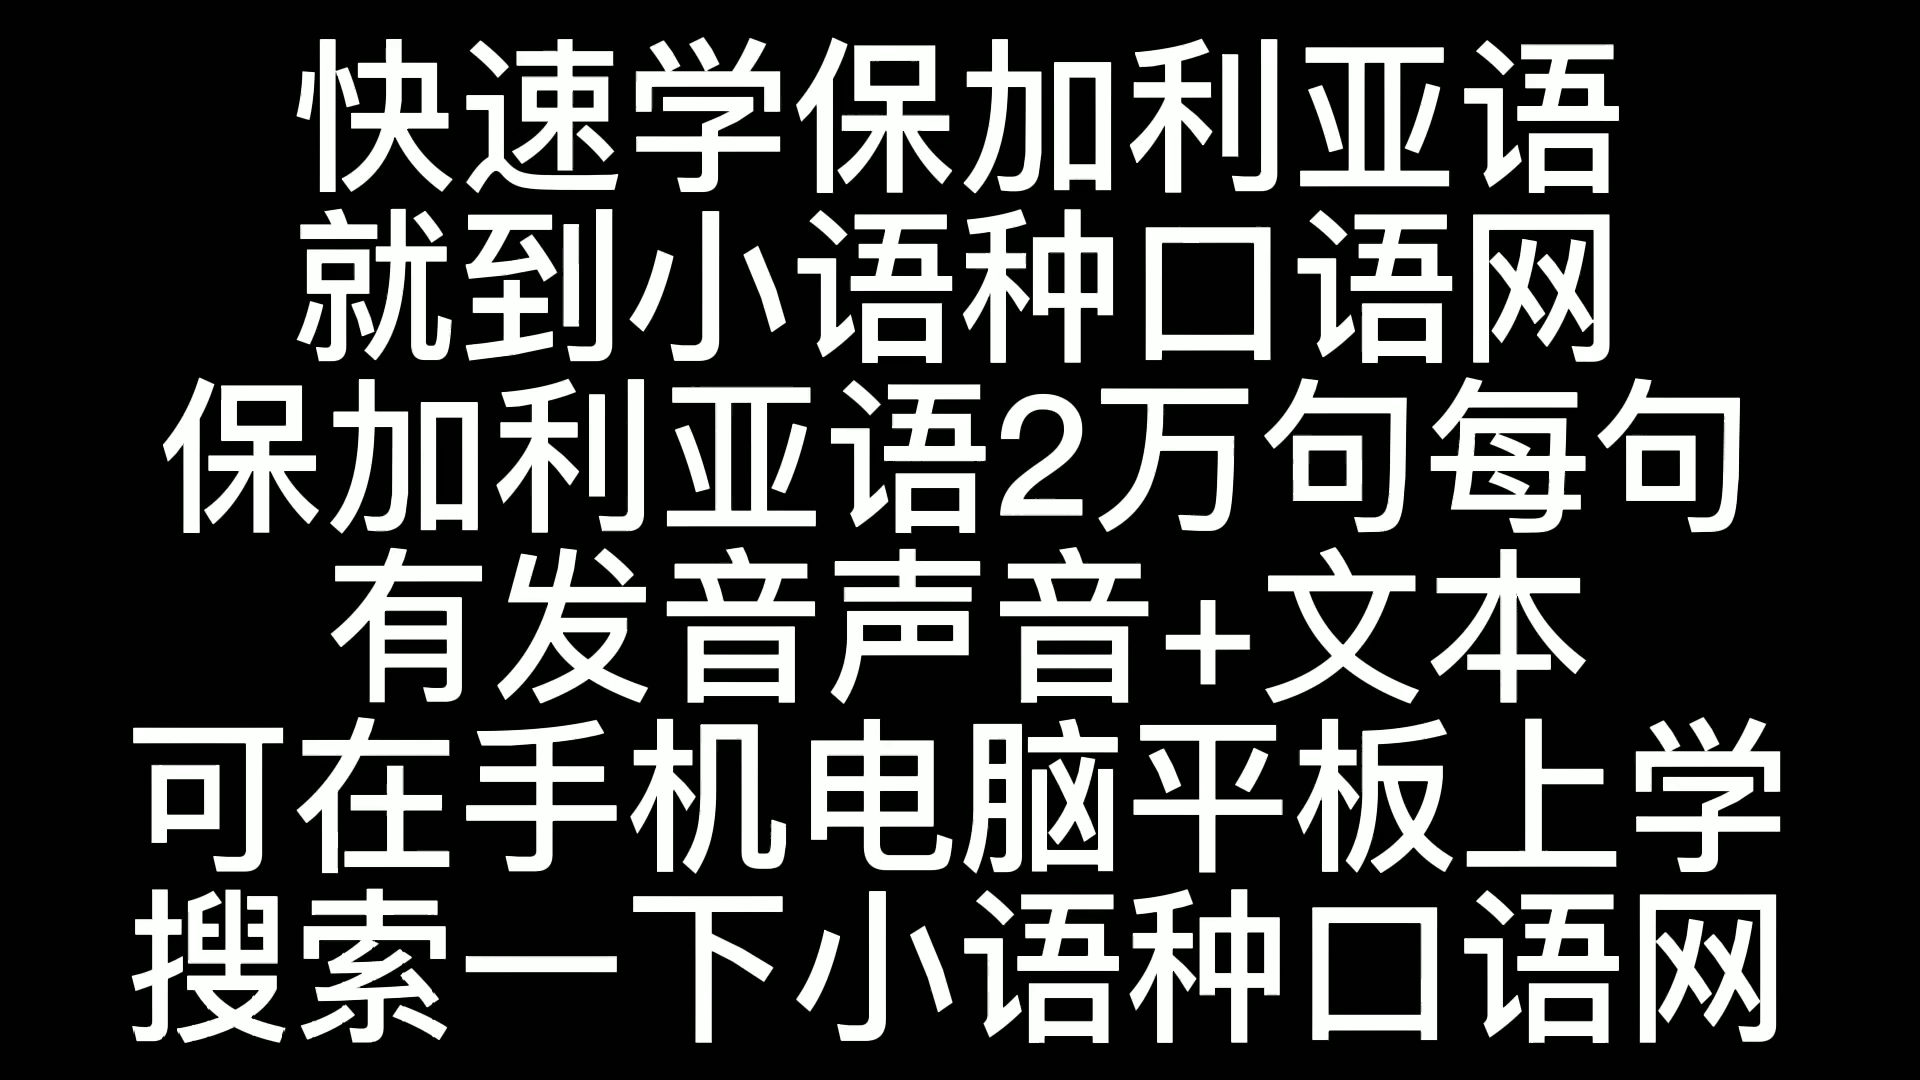 快速学保加利亚语
就到小语种口语网
保加利亚语2万句每句
有发音声音+文本
可在手机电脑平板上学
搜索一下小语种口语网